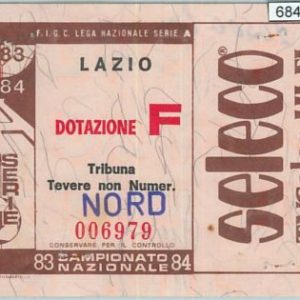 684
F.I.G.C. LEGA NAZIONALE SERIE A
83
84
LAZIO
DOTAZIONE F
Tribuna
Tevere non Numer.
NORD
006979
CONSERVARE PER IL CONTROLLO
83 CAMPIONATO 84
NAZIONALE
SERIE
seleco®